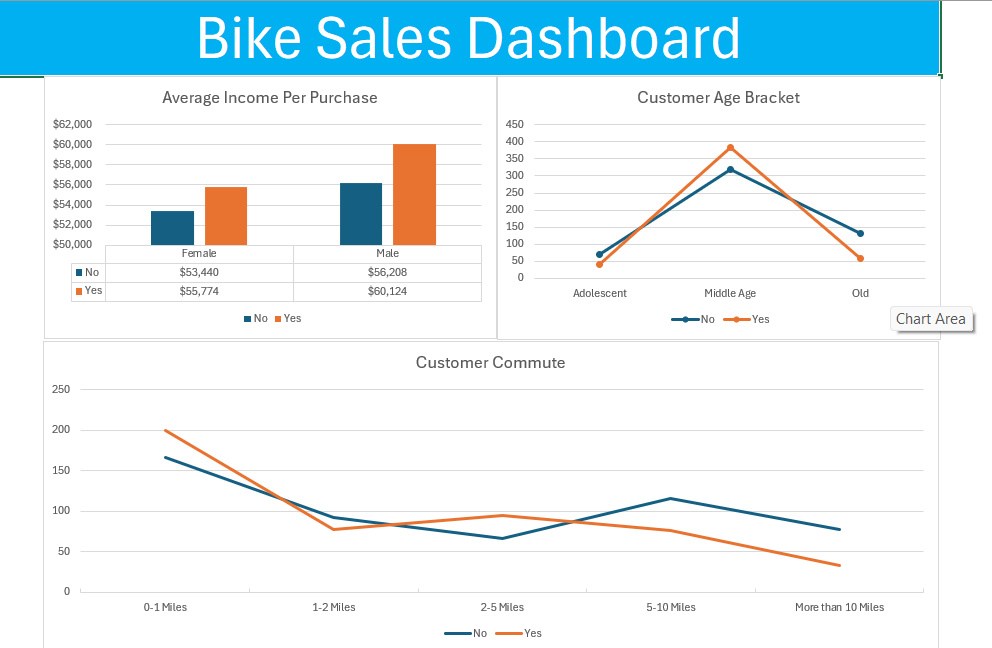 Bike Sales Dashboard
Average Income Per Purchase
$62,000
$60,000
$58,000
$56,000
$54,000
$52,000
$50,000
Female Male
No $53,440 $56,208
Yes $55,774 $60,124
No Yes
Customer Age Bracket
450
400
350
300
250
200
150
100
50
0
Adolescent Middle Age Old
No Yes
Chart Area
Customer Commute
250
200
150
100
50
0
0-1 Miles 1-2 Miles 2-5 Miles 5-10 Miles More than 10 Miles
No Yes